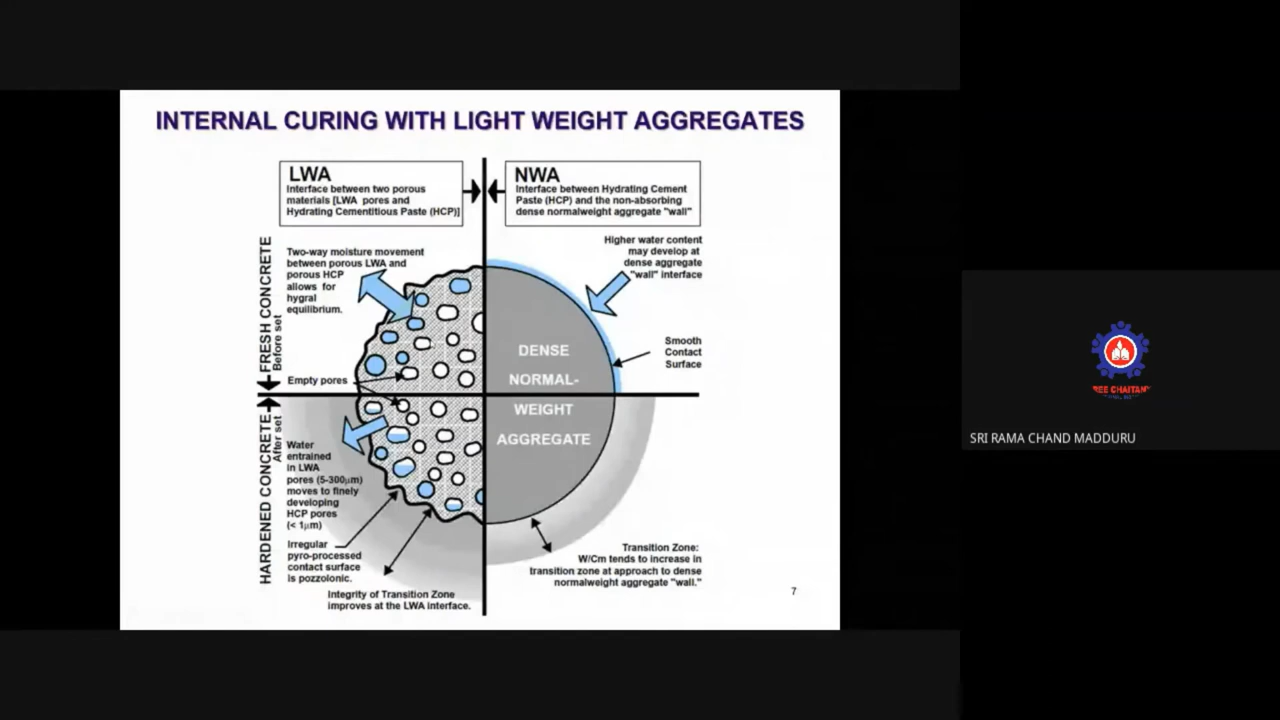 INTERNAL CURING WITH LIGHT WEIGHT AGGREGATES
LWA
Interface between two porous
materials [LWA pores and
Hydrating Cementitious Paste (HCP)]
NWA
Interface between Hydrating Cement
Paste (HCP) and the non-absorbing
dense normalweight aggregate "wall"
FRESH CONCRETE
Before set
Two-way moisture movement
between porous LWA and
porous HCP
allows for
hygral
equilibrium.
Empty pores
Higher water content
may develop at
dense aggregate
"wall" interface
Smooth
Contact
Surface
DENSE
NORMAL-
WEIGHT
AGGREGATE
HARDENED CONCRETE
After set
Water
entrained
in LWA
pores (5-300µm)
moves to finely
developing
HCP pores
(< 1µm)
Irregular
pyro-processed
contact surface
is pozzolonic.
Integrity of Transition Zone
improves at the LWA interface.
Transition Zone:
W/Cm tends to increase in
transition zone at approach to dense
normalweight aggregate "wall."
7
SRI RAMA CHAND MADDURU